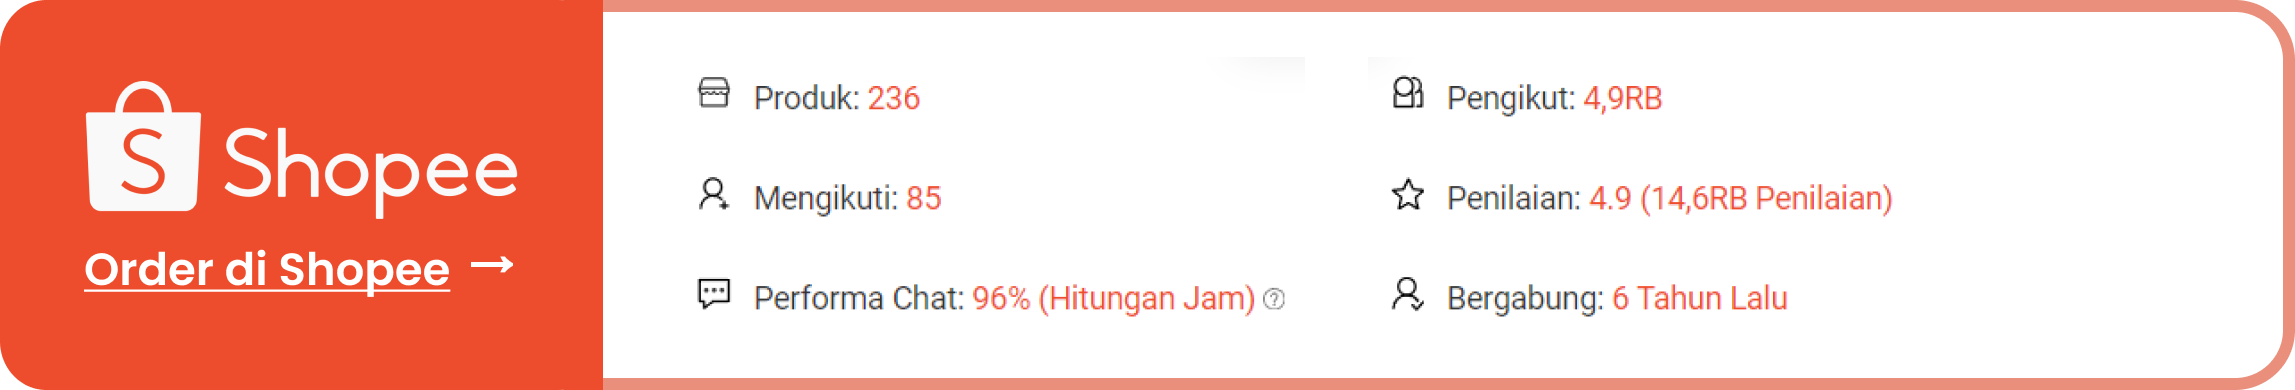 Shopee
Order di Shopee →
Produk: 236
Pengikut: 4,9RB
Mengikuti: 85
Penilaian: 4.9 (14,6RB Penilaian)
Performa Chat: 96% (Hitungan Jam) ?
Bergabung: 6 Tahun Lalu